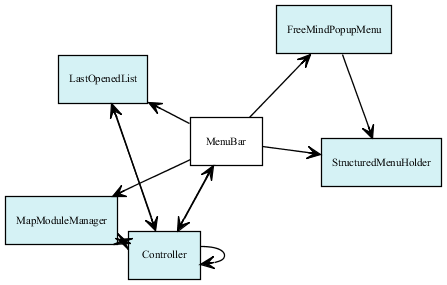 FreeMindPopupMenu
LastOpenedList
MenuBar
StructuredMenuHolder
MapModuleManager
Controller